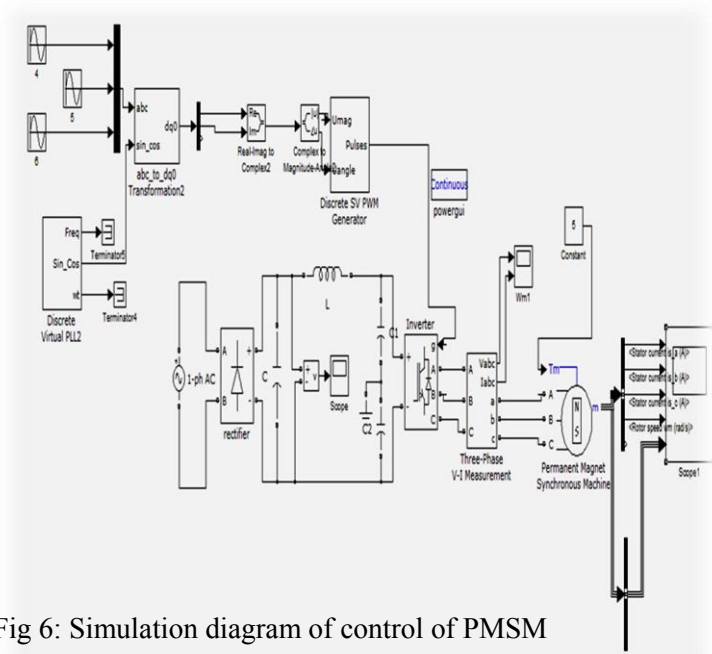 4
5
6
abc
sin_cos
dq0
abc_to_dq0
Transformation2
Re
Im
Real-Imag to
Complex2
|u|
∠u
Complex to
Umag
Uangle
Pulses
Discrete SV PWM
Generator
Continuous
powergui
Freq
Sin_Cos
wt
Terminator5
Terminator4
Discrete
Virtual PLL2
1-ph AC
A
B
+
-
rectifier
C
L
+
-
v
Scope
C1
C2
Inverter
g
+
-
A
B
C
Vabc
Iabc
A
B
C
a
b
c
Three-Phase
V-I Measurement
Wm1
5
Constant
Tm
A
B
C
N
S
m
Permanent Magnet
Synchronous Machine
<Stator current is_a (A)>
<Stator current is_b (A)>
<Stator current is_c (A)>
<Rotor speed wm (rad/s)>
Scope1
Fig 6: Simulation diagram of control of PMSM